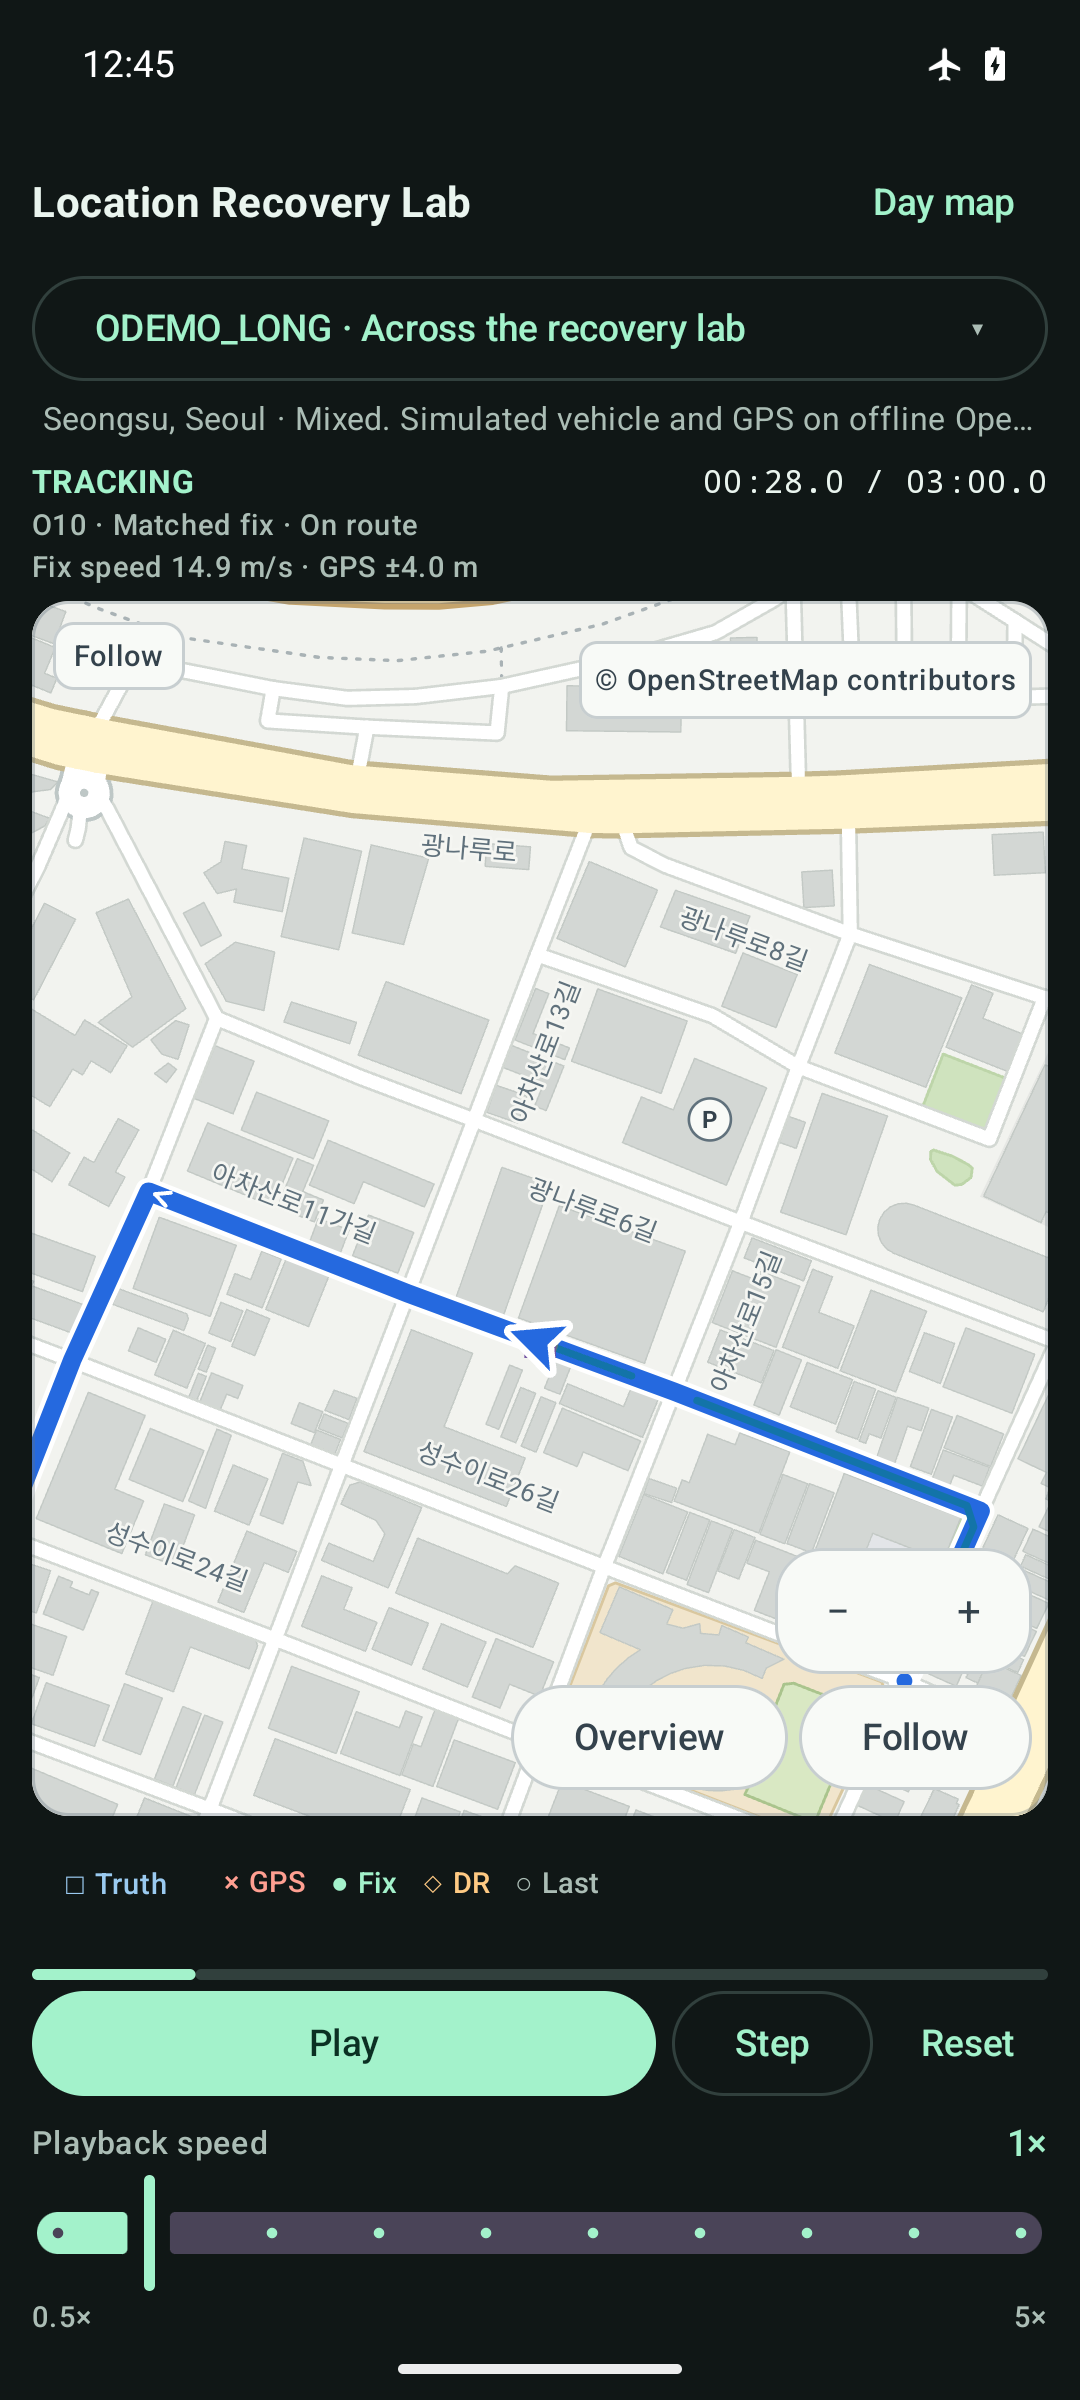 12:45
Location Recovery Lab
Day map
ODEMO_LONG · Across the recovery lab
Seongsu, Seoul · Mixed. Simulated vehicle and GPS on offline Ope...
TRACKING
00:28.0 / 03:00.0
O10 · Matched fix · On route
Fix speed 14.9 m/s · GPS ±4.0 m
Follow
© OpenStreetMap contributors
광나루로
광나루로8길
아차산로13길
P
아차산로11가길
광나루로6길
아차산로15길
성수이로26길
성수이로24길
− +
Overview
Follow
□ Truth × GPS ● Fix ◇ DR ○ Last
Play
Step
Reset
Playback speed
1×
0.5×
5×